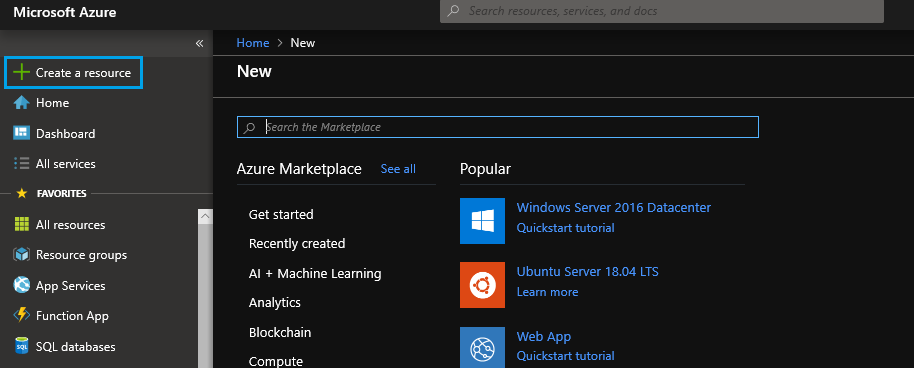 Microsoft Azure
Search resources, services, and docs
«
Home > New
Create a resource
New
Home
Dashboard
Search the Marketplace
All services
Azure Marketplace See all
Popular
FAVORITES
All resources
Resource groups
App Services
Function App
SQL databases
Get started
Recently created
AI + Machine Learning
Analytics
Blockchain
Compute
Windows Server 2016 Datacenter
Quickstart tutorial
Ubuntu Server 18.04 LTS
Learn more
Web App
Quickstart tutorial